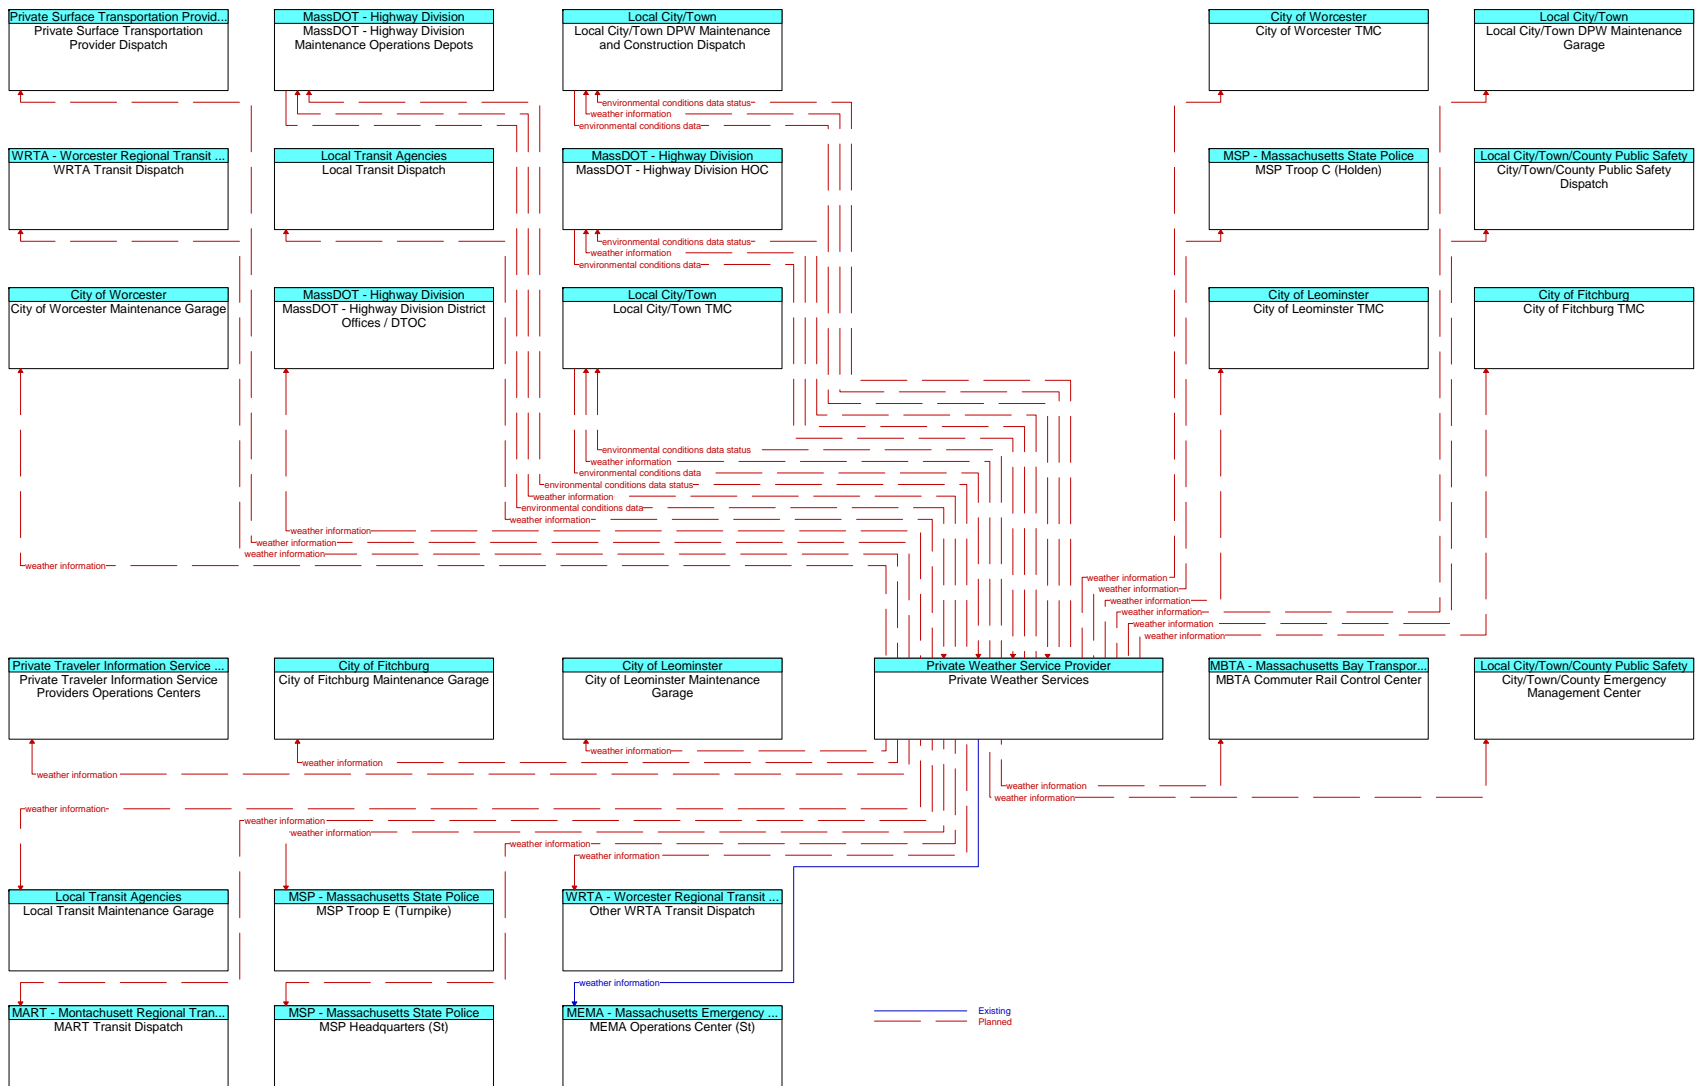 Private Surface Transportation Provid...
Private Surface Transportation
Provider Dispatch
MassDOT - Highway Division
MassDOT - Highway Division
Maintenance Operations Depots
Local City/Town
Local City/Town DPW Maintenance
and Construction Dispatch
City of Worcester
City of Worcester TMC
Local City/Town
Local City/Town DPW Maintenance
Garage
environmental conditions data status
weather information
environmental conditions data
WRTA - Worcester Regional Transit ...
WRTA Transit Dispatch
Local Transit Agencies
Local Transit Dispatch
MassDOT - Highway Division
MassDOT - Highway Division HOC
MSP - Massachusetts State Police
MSP Troop C (Holden)
Local City/Town/County Public Safety
City/Town/County Public Safety
Dispatch
environmental conditions data status
weather information
environmental conditions data
City of Worcester
City of Worcester Maintenance Garage
MassDOT - Highway Division
MassDOT - Highway Division District
Offices / DTOC
Local City/Town
Local City/Town TMC
City of Leominster
City of Leominster TMC
City of Fitchburg
City of Fitchburg TMC
environmental conditions data status
weather information
environmental conditions data
environmental conditions data status
weather information
environmental conditions data
weather information
weather information
weather information
weather information
weather information
weather information
weather information
weather information
weather information
weather information
weather information
Private Traveler Information Service ...
Private Traveler Information Service
Providers Operations Centers
City of Fitchburg
City of Fitchburg Maintenance Garage
City of Leominster
City of Leominster Maintenance
Garage
Private Weather Service Provider
Private Weather Services
MBTA - Massachusetts Bay Transpor...
MBTA Commuter Rail Control Center
Local City/Town/County Public Safety
City/Town/County Emergency
Management Center
weather information
weather information
weather information
weather information
weather information
weather information
weather information
weather information
weather information
weather information
Local Transit Agencies
Local Transit Maintenance Garage
MSP - Massachusetts State Police
MSP Troop E (Turnpike)
WRTA - Worcester Regional Transit ...
Other WRTA Transit Dispatch
weather information
MART - Montachusett Regional Tran...
MART Transit Dispatch
MSP - Massachusetts State Police
MSP Headquarters (St)
MEMA - Massachusetts Emergency ...
MEMA Operations Center (St)
Existing
Planned